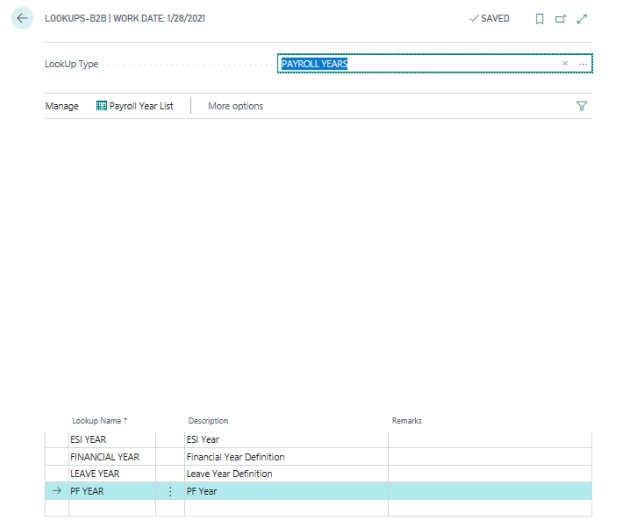 LOOKUPS-B2B | WORK DATE: 1/28/2021 ✓ SAVED
LookUp Type PAYROLL YEARS
Manage Payroll Year List More options
Lookup Name ↑ Description Remarks
ESI YEAR ESI Year
FINANCIAL YEAR Financial Year Definition
LEAVE YEAR Leave Year Definition
PF YEAR PF Year